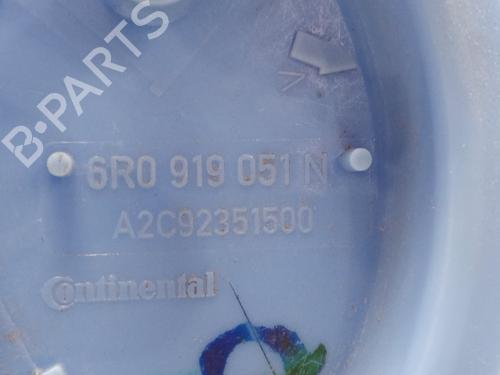 B-PARTS
6R0 919 051 N
A2C92351500
Continental